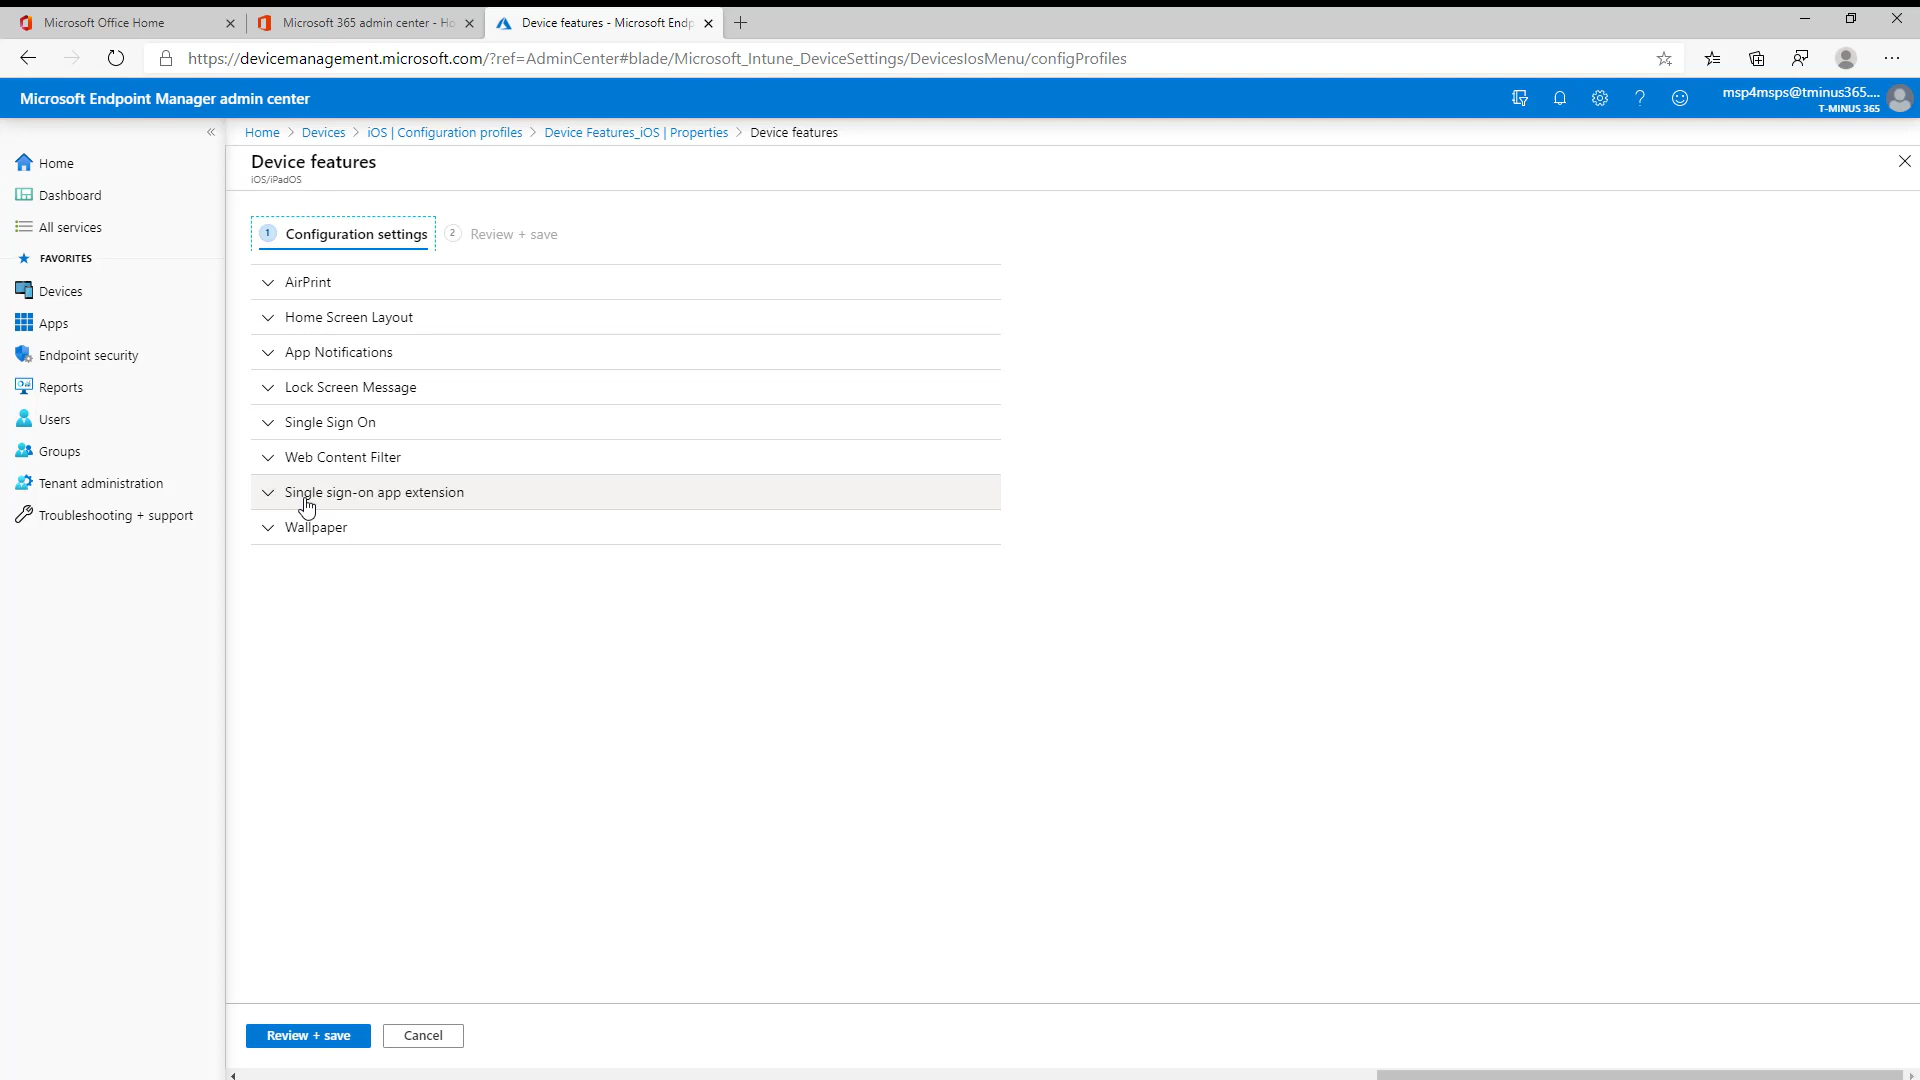 Microsoft Office Home
Microsoft 365 admin center - Ho
Device features - Microsoft Endp
https://devicemanagement.microsoft.com/?ref=AdminCenter#blade/Microsoft_Intune_DeviceSettings/DevicesIosMenu/configProfiles
Microsoft Endpoint Manager admin center
msp4msps@tminus365....
T-MINUS 365
Home > Devices > iOS | Configuration profiles > Device Features_iOS | Properties > Device features
Device features
iOS/iPadOS
Home
Dashboard
All services
FAVORITES
Devices
Apps
Endpoint security
Reports
Users
Groups
Tenant administration
Troubleshooting + support
1 Configuration settings
2 Review + save
AirPrint
Home Screen Layout
App Notifications
Lock Screen Message
Single Sign On
Web Content Filter
Single sign-on app extension
Wallpaper
Review + save
Cancel